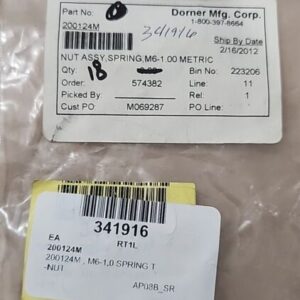 Part No
Dorner Mfg. Corp.
1-800-397-8664
200124M
341916
Ship By Date
2/16/2012
NUT ASSY,SPRING,M6-1.00 METRIC
Qty: 18
Bin No: 223206
Order: 574382
Line 11
Picked By:
Rel: 1
Cust PO M069287
PO Line:
341916
EA
RT1L
200124M
200124M , M6-1,0 SPRING T
-NUT
AP08B_SR